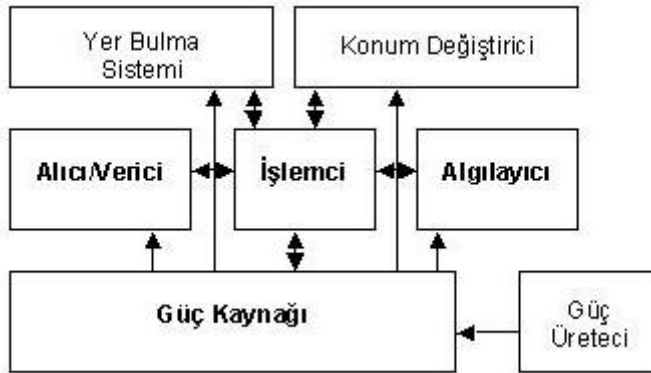 Yer Bulma
Sistemi
Konum Değiştirici
Alıcı/Verici
İşlemci
Algılayıcı
Güç Kaynağı
Güç
Üreteci